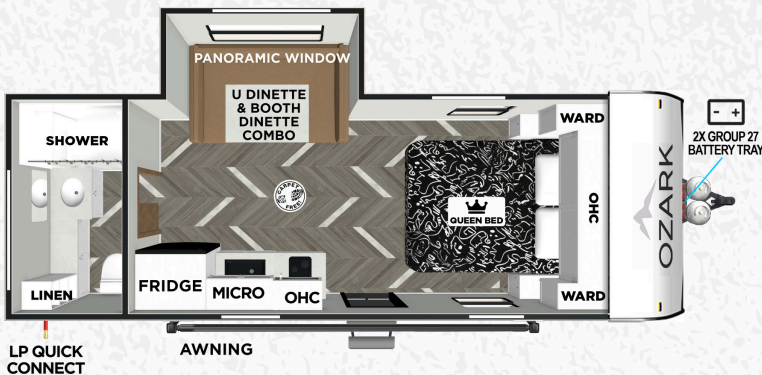 PANORAMIC WINDOW
U DINETTE
& BOOTH
DINETTE
COMBO
SHOWER
WARD
- +
2X GROUP 27
BATTERY TRAY
CARPET
FREE!
OHC
OZARK
QUEEN BED
LINEN
FRIDGE
MICRO
OHC
WARD
LP QUICK
CONNECT
AWNING